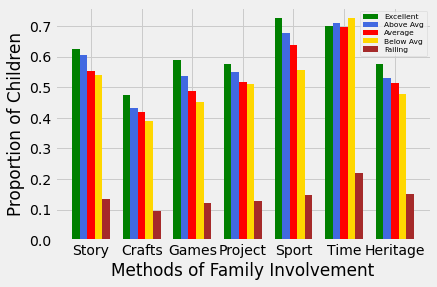 Excellent
Above Avg
Average
Below Avg
Failing
Proportion of Children
0.7
0.6
0.5
0.4
0.3
0.2
0.1
0.0
Story Crafts Games Project Sport Time Heritage
Methods of Family Involvement